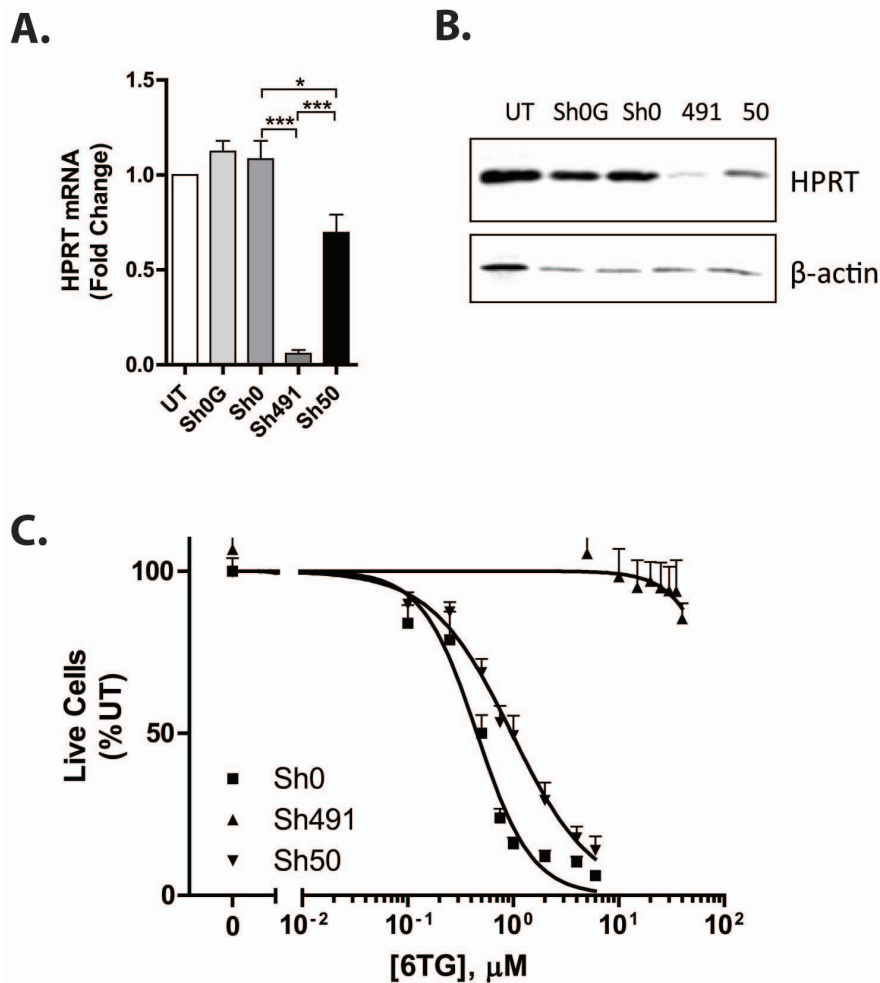 A.
HPRT mRNA
(Fold Change)
1.5
1.0
0.5
0.0
*
***
***
UT
Sh0G
Sh0
Sh491
Sh50
B.
UT Sh0G Sh0 491 50
HPRT
β-actin
C.
Live Cells
(%UT)
100
50
0
Sh0
Sh491
Sh50
0 10⁻² 10⁻¹ 10⁰ 10¹ 10²
[6TG], μM